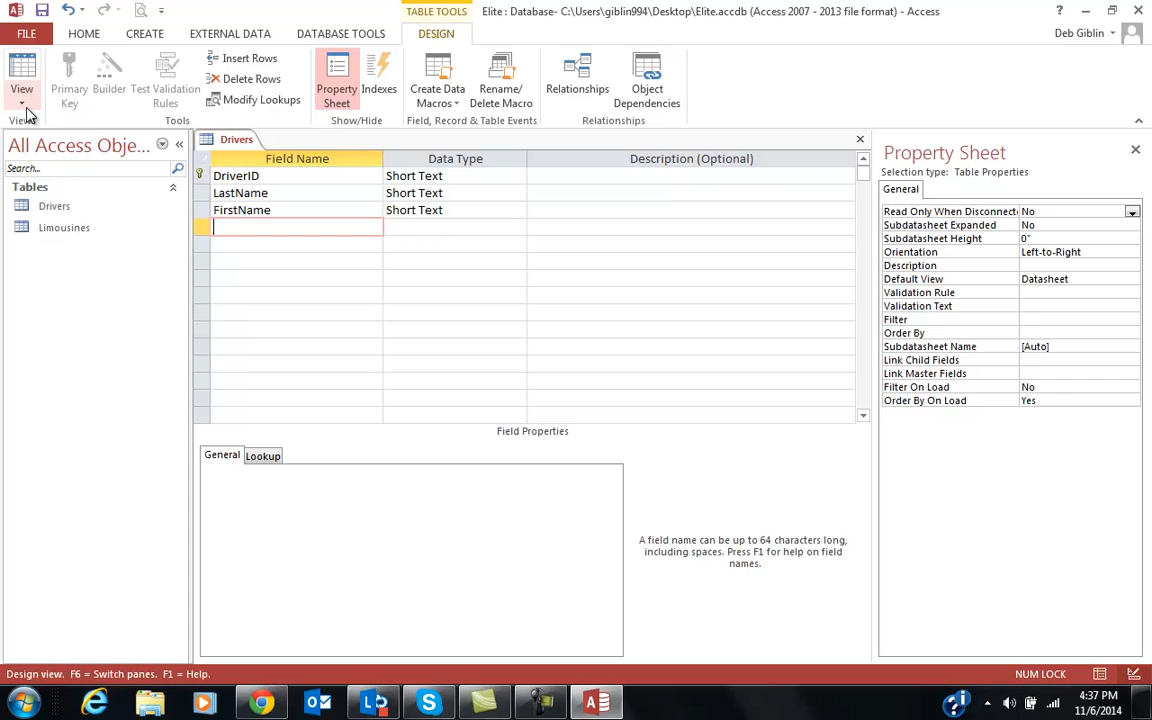 TABLE TOOLS
Elite : Database- C:\Users\giblin994\Desktop\Elite.accdb (Access 2007 - 2013 file format) - Access
FILE
HOME
CREATE
EXTERNAL DATA
DATABASE TOOLS
DESIGN
Deb Giblin
View
Primary
Key
Builder
Test Validation
Rules
Insert Rows
Delete Rows
Modify Lookups
Property
Sheet
Indexes
Create Data
Macros
Rename/
Delete Macro
Relationships
Object
Dependencies
Views
Tools
Show/Hide
Field, Record & Table Events
Relationships
All Access Obje...
Search...
Tables
Drivers
Limousines
Drivers
Field Name
Data Type
Description (Optional)
DriverID
Short Text
LastName
Short Text
FirstName
Short Text
Field Properties
General
Lookup
A field name can be up to 64 characters long,
including spaces. Press F1 for help on field
names.
Property Sheet
Selection type: Table Properties
General
Read Only When Disconnect
No
Subdatasheet Expanded
No
Subdatasheet Height
0"
Orientation
Left-to-Right
Description
Default View
Datasheet
Validation Rule
Validation Text
Filter
Order By
Subdatasheet Name
[Auto]
Link Child Fields
Link Master Fields
Filter On Load
No
Order By On Load
Yes
Design view. F6 = Switch panes. F1 = Help.
NUM LOCK
4:37 PM
11/6/2014